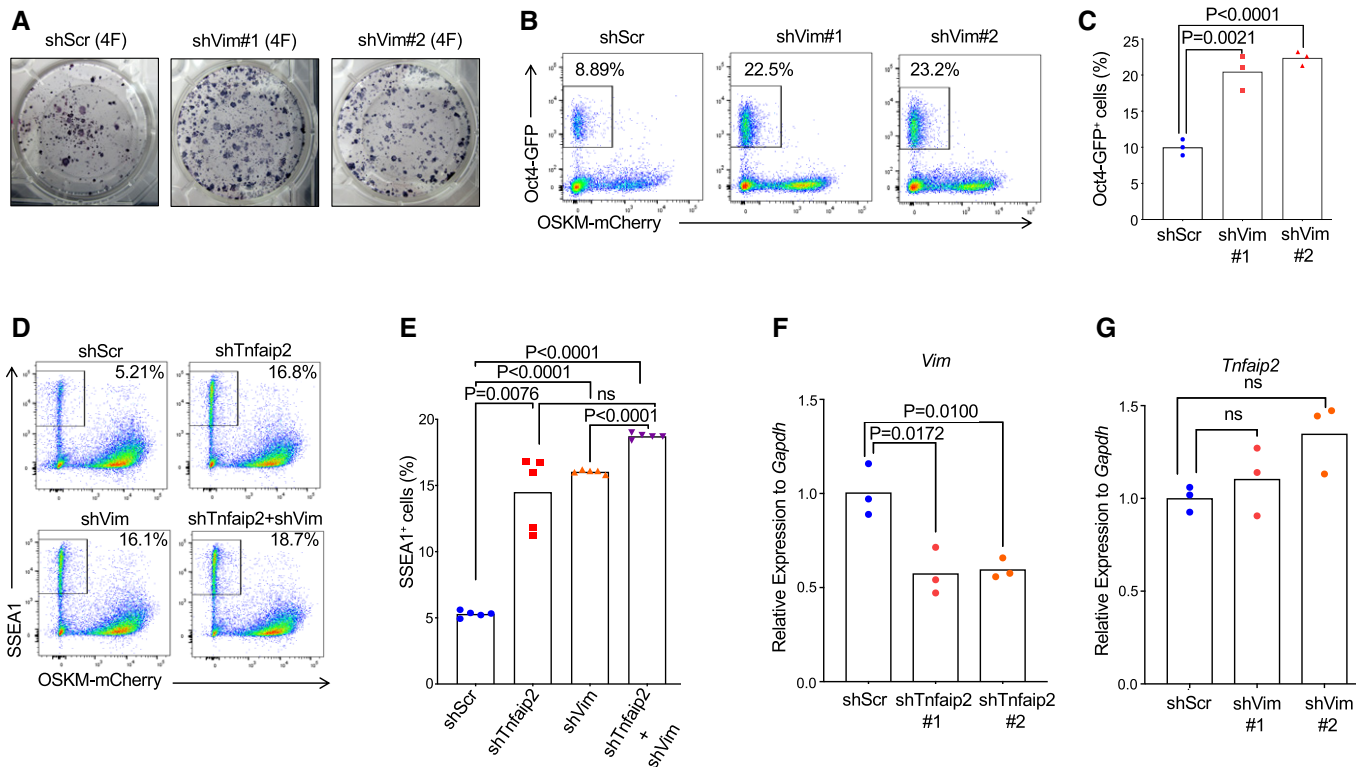 A
shScr (4F)
shVim#1 (4F)
shVim#2 (4F)
B
shScr
shVim#1
shVim#2
8.89%
22.5%
23.2%
Oct4-GFP
OSKM-mCherry
C
P<0.0001
P=0.0021
Oct4-GFP+ cells (%)
25
20
15
10
5
0
shScr
shVim
#1
shVim
#2
D
shScr
shTnfaip2
5.21%
16.8%
shVim
shTnfaip2+shVim
16.1%
18.7%
SSEA1
OSKM-mCherry
E
P<0.0001
P<0.0001
P=0.0076
ns
P<0.0001
SSEA1+ cells (%)
20
15
10
5
0
shScr
shTnfaip2
shVim
shTnfaip2
+
shVim
F
Vim
P=0.0100
P=0.0172
Relative Expression to Gapdh
1.5
1.0
0.5
0.0
shScr
shTnfaip2
#1
shTnfaip2
#2
G
Tnfaip2
ns
ns
Relative Expression to Gapdh
1.5
1.0
0.5
0.0
shScr
shVim
#1
shVim
#2